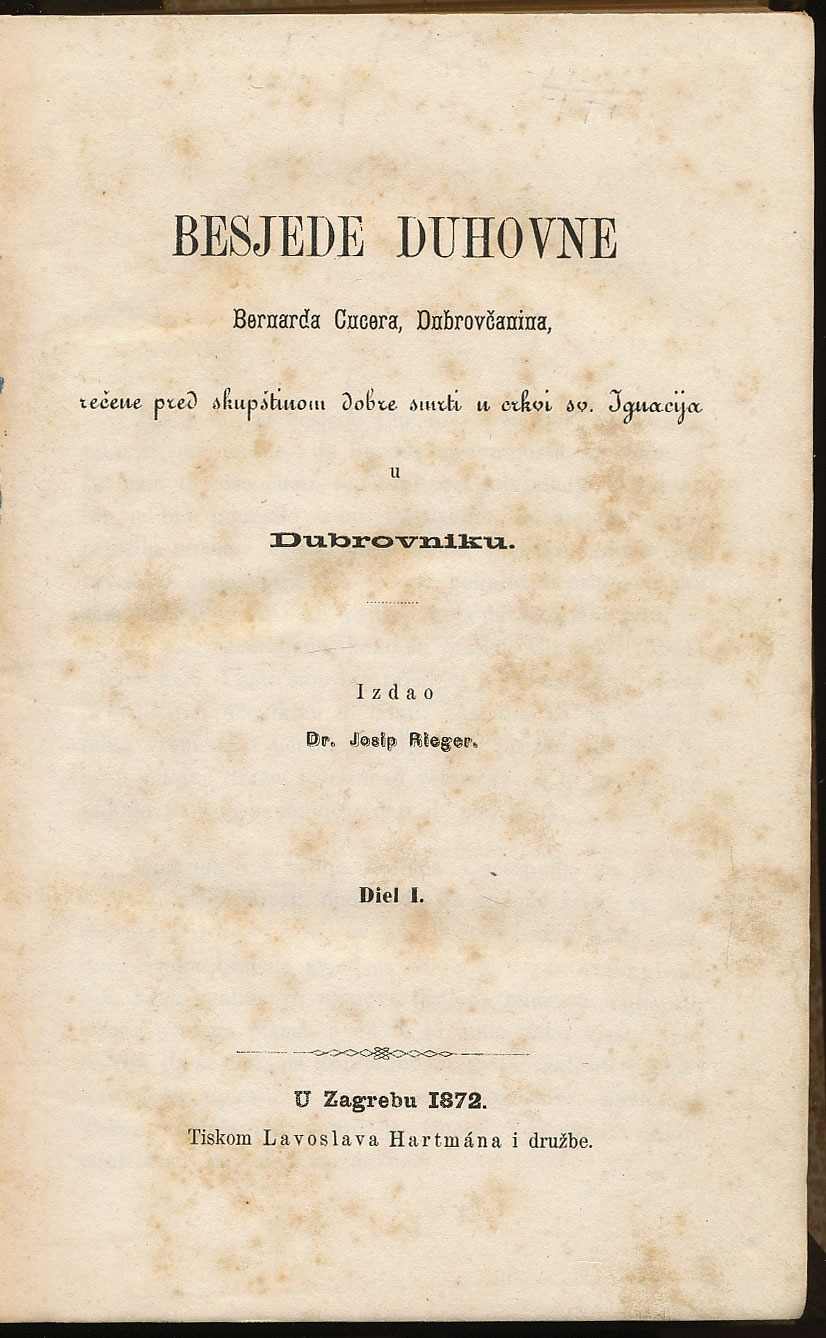 BESJEDE DUHOVNE
Bernarda Cucera, Dubrovčanina,
rečene pred skupštinom dobre smrti u crkvi sv. Ignacija
u
Dubrovniku.
Izdao
Dr. Josip Rieger.
Diel I.
U Zagrebu 1872.
Tiskom Lavoslava Hartmána i družbe.